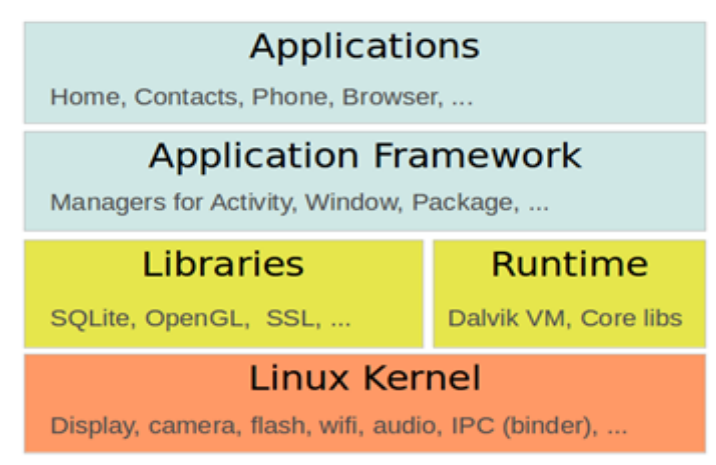 Applications
Home, Contacts, Phone, Browser, ...
Application Framework
Managers for Activity, Window, Package, ...
Libraries
SQLite, OpenGL, SSL, ...
Runtime
Dalvik VM, Core libs
Linux Kernel
Display, camera, flash, wifi, audio, IPC (binder), ...